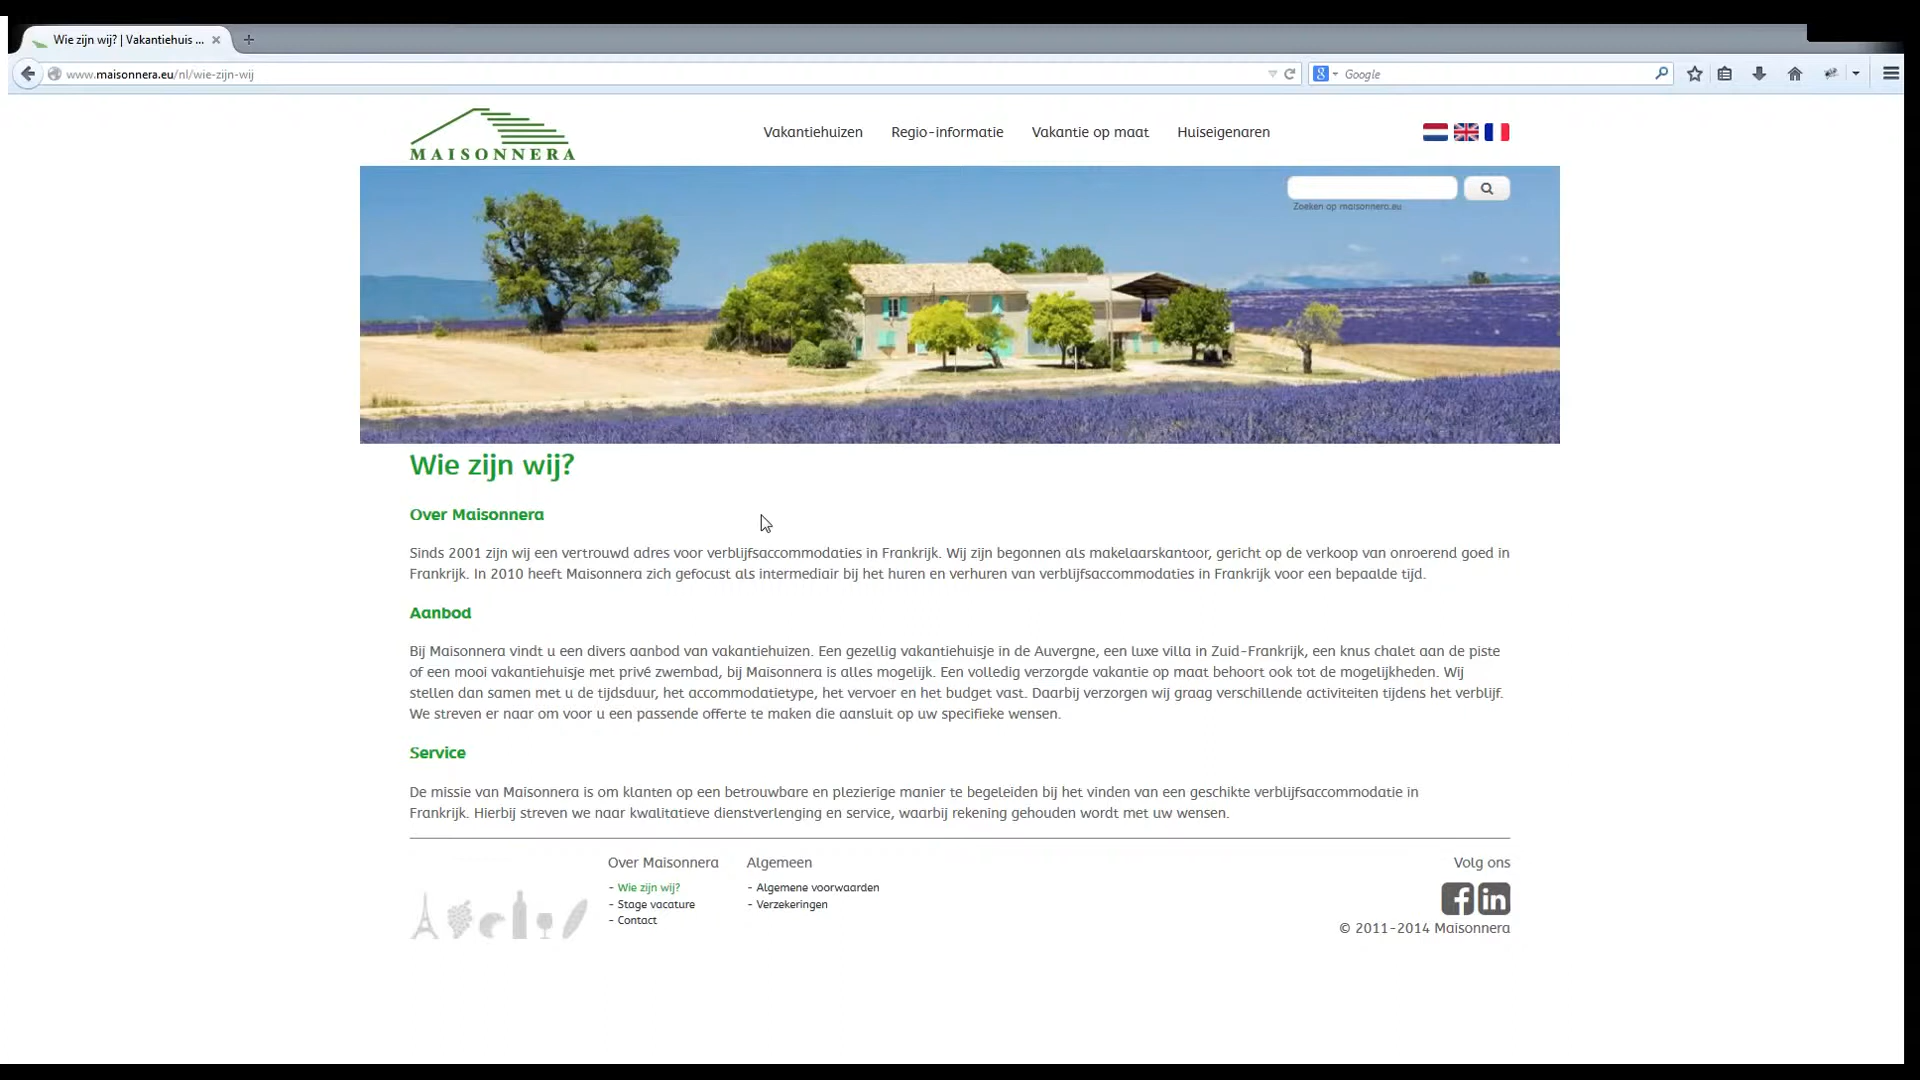 Wie zijn wij? | Vakantiehuis ...
www.maisonnera.eu/nl/wie-zijn-wij
Google
MAISONNERA
Vakantiehuizen
Regio-informatie
Vakantie op maat
Huiseigenaren
Zoeken op maisonnera.eu
Wie zijn wij?
Over Maisonnera
Sinds 2001 zijn wij een vertrouwd adres voor verblijfsaccommodaties in Frankrijk. Wij zijn begonnen als makelaarskantoor, gericht op de verkoop van onroerend goed in
Frankrijk. In 2010 heeft Maisonnera zich gefocust als intermediair bij het huren en verhuren van verblijfsaccommodaties in Frankrijk voor een bepaalde tijd.
Aanbod
Bij Maisonnera vindt u een divers aanbod van vakantiehuizen. Een gezellig vakantiehuisje in de Auvergne, een luxe villa in Zuid-Frankrijk, een knus chalet aan de piste
of een mooi vakantiehuisje met privé zwembad, bij Maisonnera is alles mogelijk. Een volledig verzorgde vakantie op maat behoort ook tot de mogelijkheden. Wij
stellen dan samen met u de tijdsduur, het accommodatietype, het vervoer en het budget vast. Daarbij verzorgen wij graag verschillende activiteiten tijdens het verblijf.
We streven er naar om voor u een passende offerte te maken die aansluit op uw specifieke wensen.
Service
De missie van Maisonnera is om klanten op een betrouwbare en plezierige manier te begeleiden bij het vinden van een geschikte verblijfsaccommodatie in
Frankrijk. Hierbij streven we naar kwalitatieve dienstverlenging en service, waarbij rekening gehouden wordt met uw wensen.
Over Maisonnera
- Wie zijn wij?
- Stage vacature
- Contact
Algemeen
- Algemene voorwaarden
- Verzekeringen
Volg ons
© 2011-2014 Maisonnera